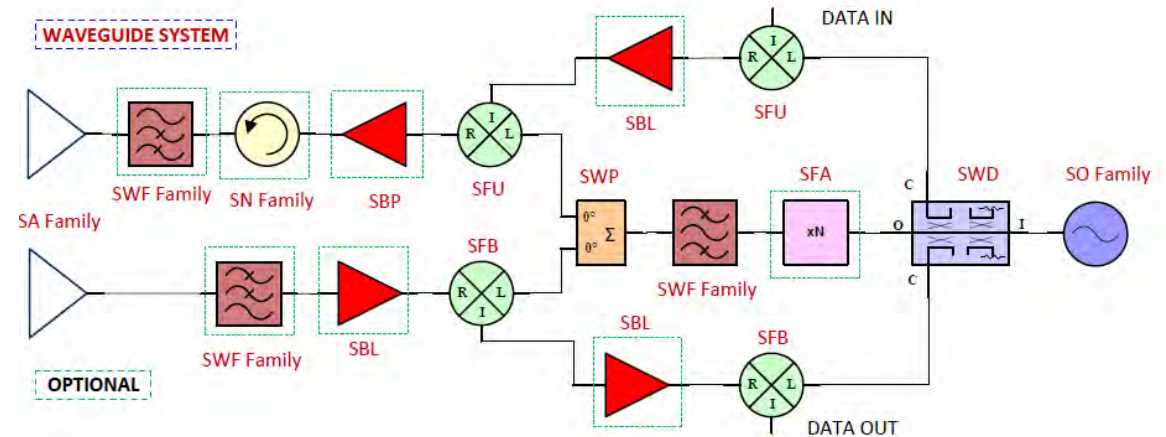 WAVEGUIDE SYSTEM
DATA IN
R I L
SFU
SBL
SWF Family
SN Family
SBP
R I L
SFU
SA Family
SWP
0°
0°
Σ
SWF Family
SFA
xN
SWD
C
O
I
C
SO Family
SFB
R L
I
SWF Family
SBL
SBL
SFB
R L
I
DATA OUT
OPTIONAL